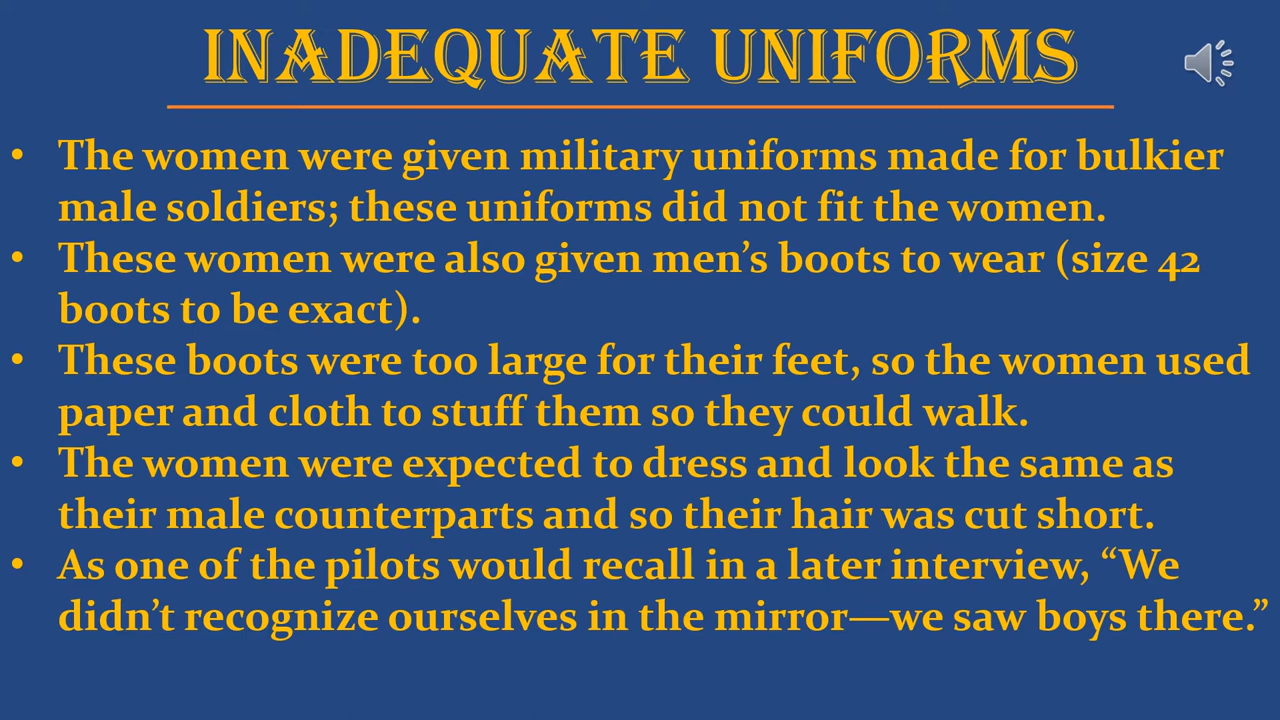 INADEQUATE UNIFORMS
• The women were given military uniforms made for bulkier
male soldiers; these uniforms did not fit the women.
• These women were also given men’s boots to wear (size 42
boots to be exact).
• These boots were too large for their feet, so the women used
paper and cloth to stuff them so they could walk.
• The women were expected to dress and look the same as
their male counterparts and so their hair was cut short.
• As one of the pilots would recall in a later interview, “We
didn’t recognize ourselves in the mirror—we saw boys there.”